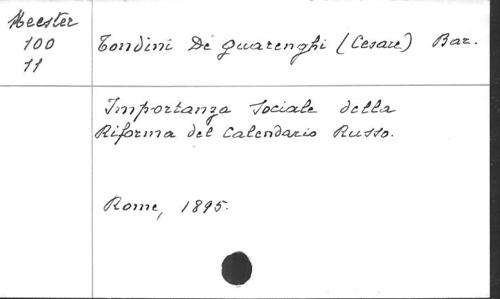 Meester
100
11
Tondini De Quarenghi (Cesare) Bar.
Importanza Sociale della
Riforma del Calendario Russo.
Rome, 1895.